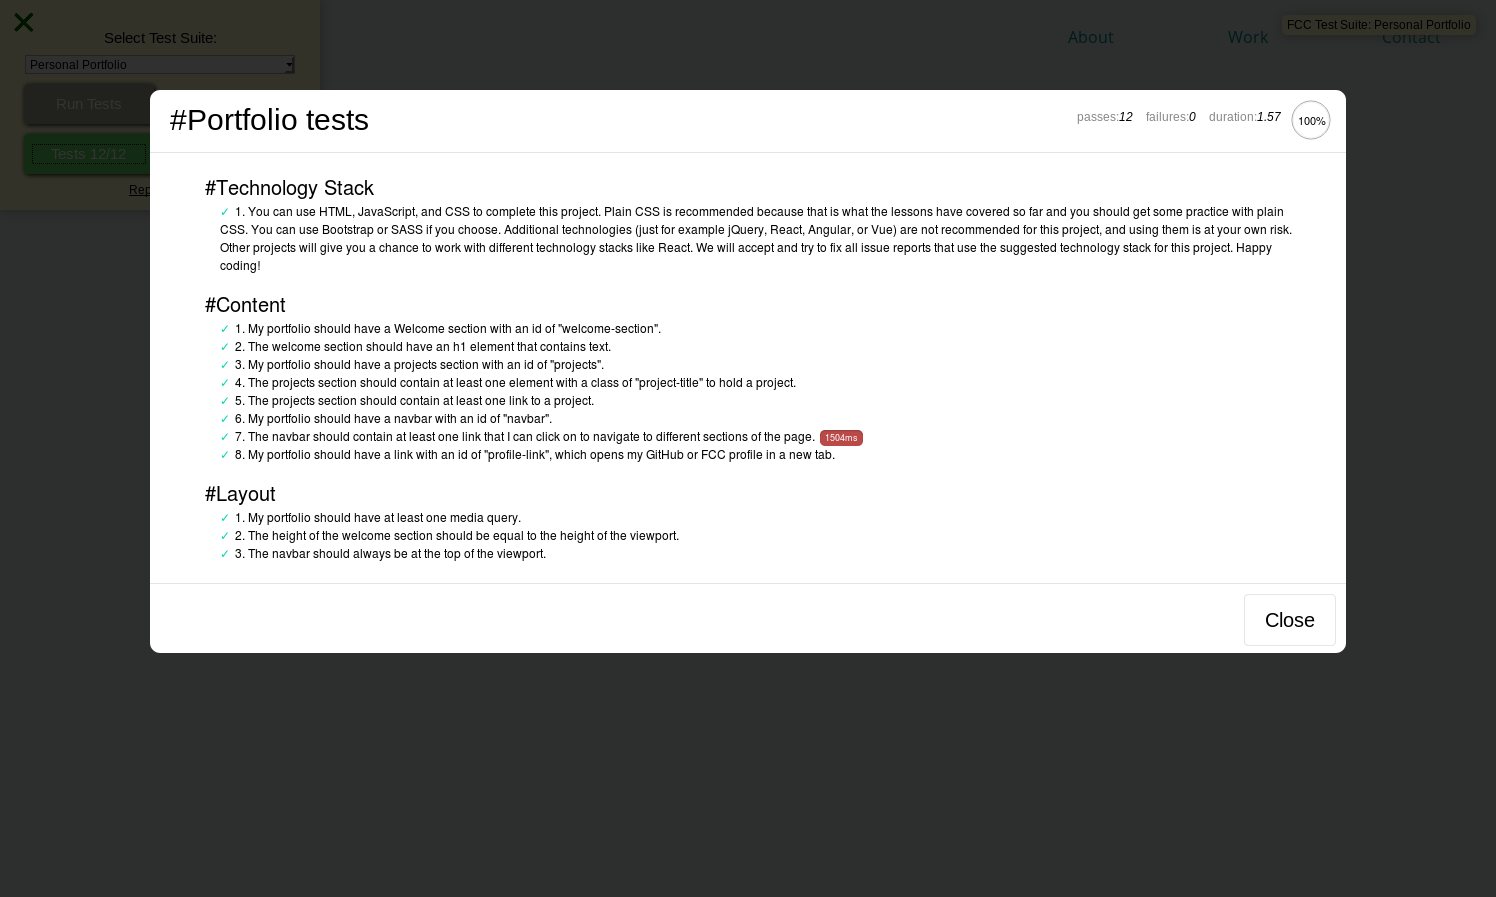 Select Test Suite:
About
Work
FCC Test Suite: Personal Portfolio
Contact
Personal Portfolio
Run Tests
Tests 12/12
#Portfolio tests
passes:12 failures:0 duration:1.57 100%
#Technology Stack
✓ 1. You can use HTML, JavaScript, and CSS to complete this project. Plain CSS is recommended because that is what the lessons have covered so far and you should get some practice with plain
CSS. You can use Bootstrap or SASS if you choose. Additional technologies (just for example jQuery, React, Angular, or Vue) are not recommended for this project, and using them is at your own risk.
Other projects will give you a chance to work with different technology stacks like React. We will accept and try to fix all issue reports that use the suggested technology stack for this project. Happy
coding!
#Content
✓ 1. My portfolio should have a Welcome section with an id of "welcome-section".
✓ 2. The welcome section should have an h1 element that contains text.
✓ 3. My portfolio should have a projects section with an id of "projects".
✓ 4. The projects section should contain at least one element with a class of "project-title" to hold a project.
✓ 5. The projects section should contain at least one link to a project.
✓ 6. My portfolio should have a navbar with an id of "navbar".
✓ 7. The navbar should contain at least one link that I can click on to navigate to different sections of the page. 1504ms
✓ 8. My portfolio should have a link with an id of "profile-link", which opens my GitHub or FCC profile in a new tab.
#Layout
✓ 1. My portfolio should have at least one media query.
✓ 2. The height of the welcome section should be equal to the height of the viewport.
✓ 3. The navbar should always be at the top of the viewport.
Close